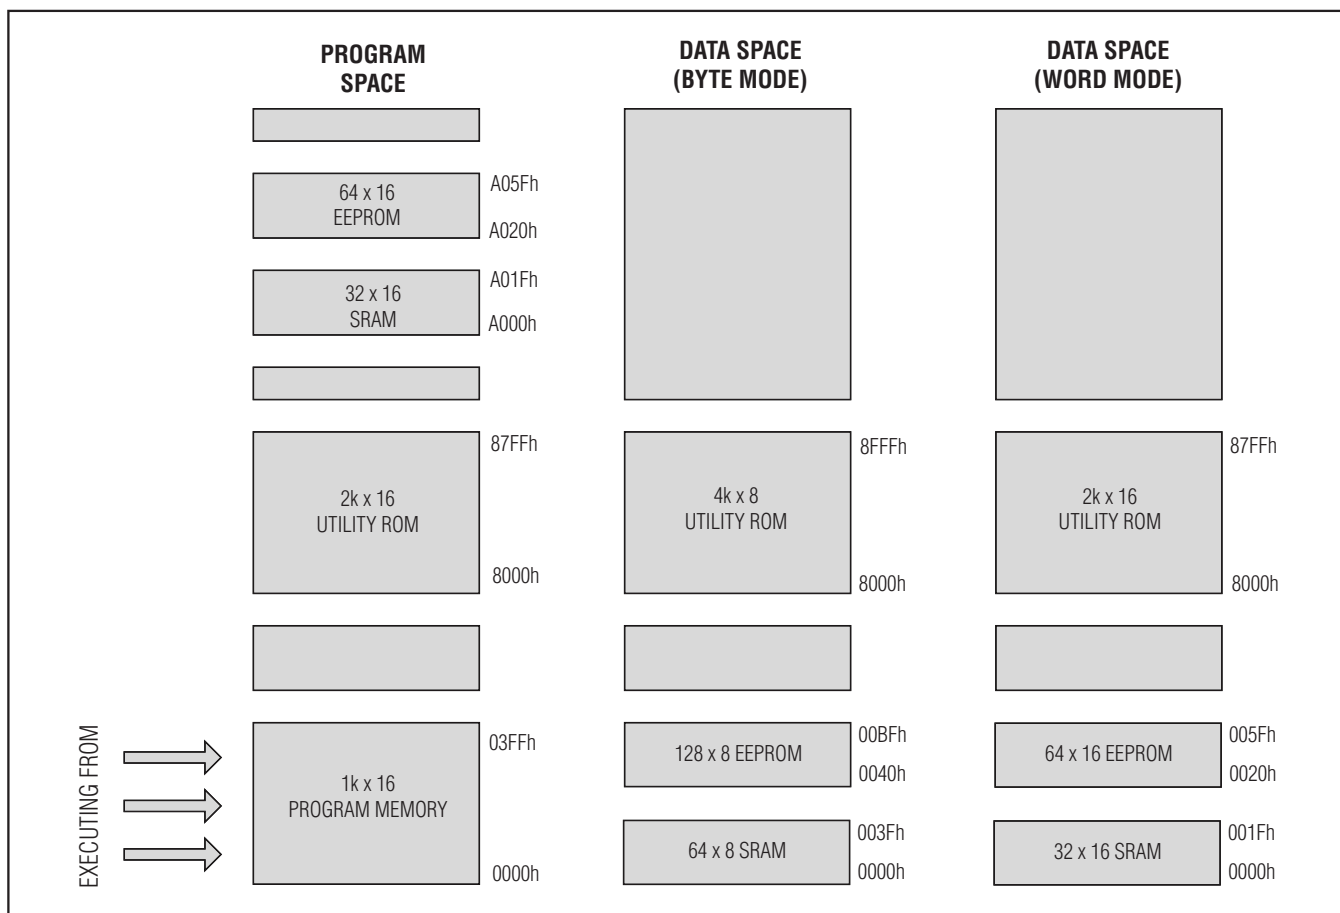 PROGRAM
SPACE
DATA SPACE
(BYTE MODE)
DATA SPACE
(WORD MODE)
64 x 16
EEPROM
A05Fh
A020h
32 x 16
SRAM
A01Fh
A000h
2k x 16
UTILITY ROM
87FFh
8000h
4k x 8
UTILITY ROM
8FFFh
8000h
2k x 16
UTILITY ROM
87FFh
8000h
EXECUTING FROM
1k x 16
PROGRAM MEMORY
03FFh
0000h
128 x 8 EEPROM
00BFh
0040h
64 x 16 EEPROM
005Fh
0020h
64 x 8 SRAM
003Fh
0000h
32 x 16 SRAM
001Fh
0000h